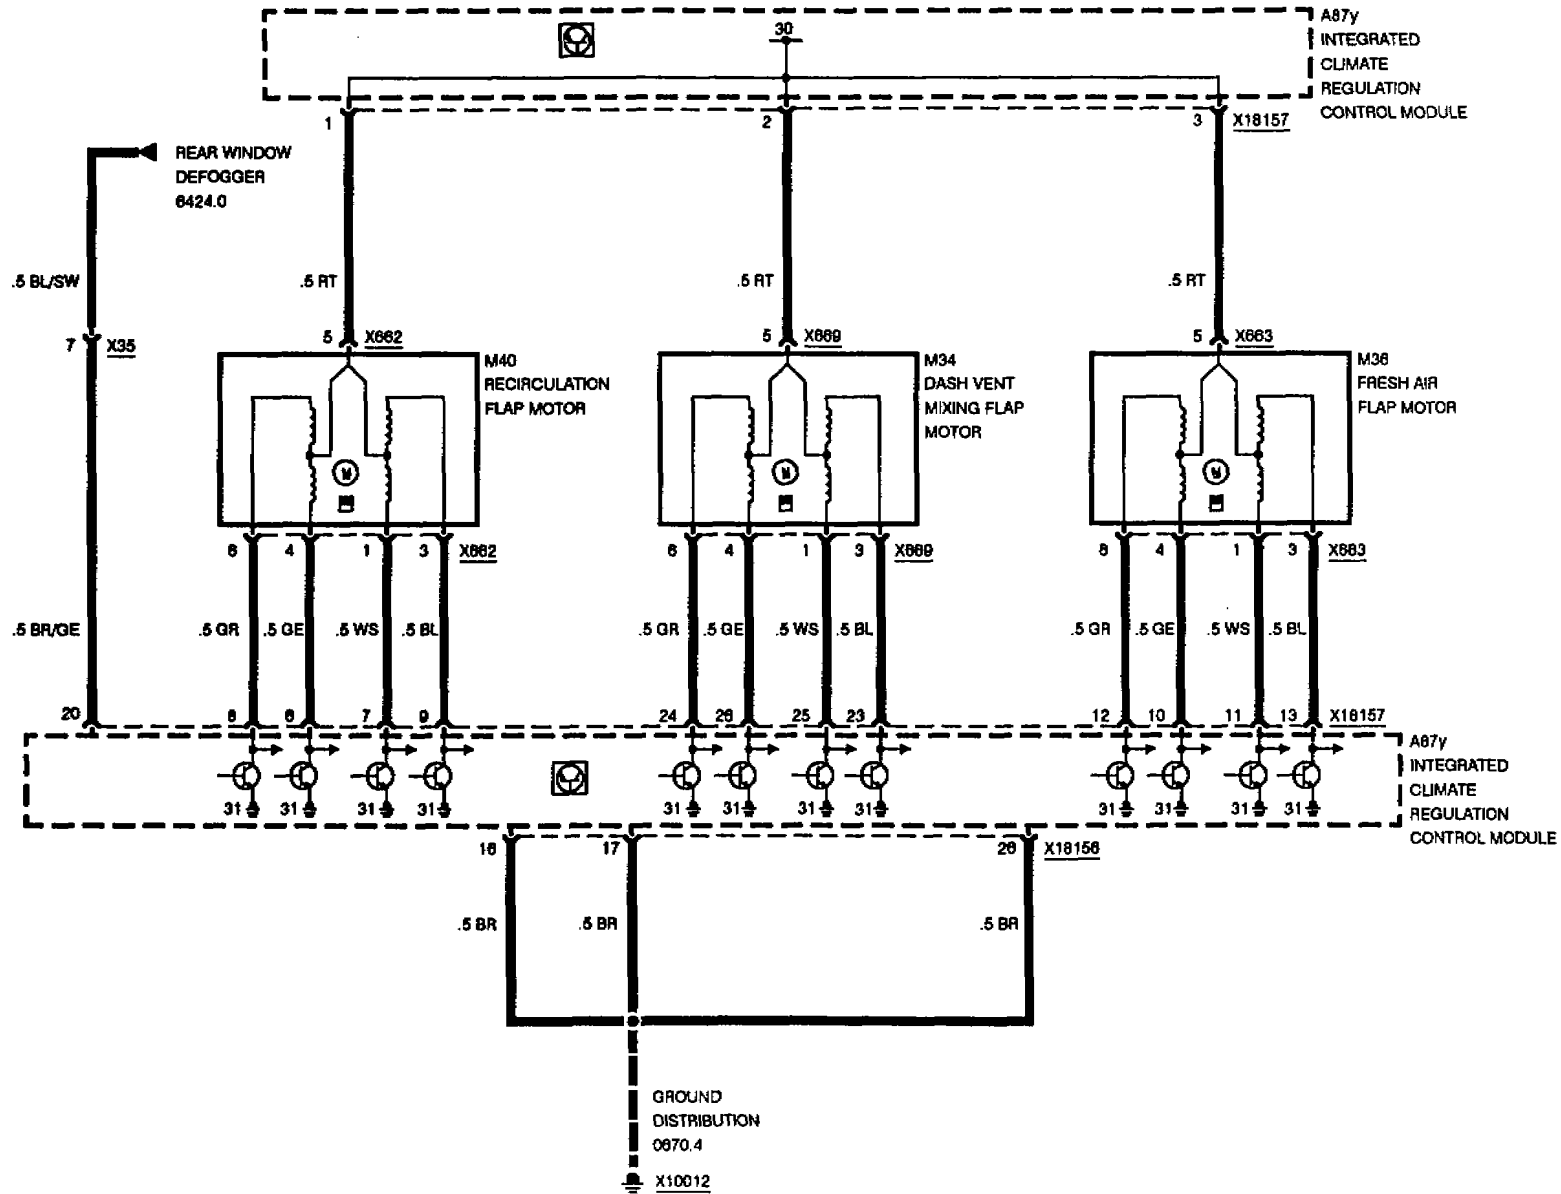 30
A87y
INTEGRATED
CLIMATE
REGULATION
CONTROL MODULE
1
2
3
X18157
REAR WINDOW
DEFOGGER
6424.0
.5 BL/SW
.5 RT
.5 RT
.5 RT
7
X35
5
X662
5
X669
5
X663
M40
RECIRCULATION
FLAP MOTOR
M34
DASH VENT
MIXING FLAP
MOTOR
M36
FRESH AIR
FLAP MOTOR
M
M
M
6
4
1
3
X662
6
4
1
3
X669
6
4
1
3
X663
.5 BR/GE
.5 GR
.5 GE
.5 WS
.5 BL
.5 GR
.5 GE
.5 WS
.5 BL
.5 GR
.5 GE
.5 WS
.5 BL
20
8
6
7
9
24
26
25
23
12
10
11
13
X18157
A87y
INTEGRATED
CLIMATE
REGULATION
CONTROL MODULE
31
31
31
31
31
31
31
31
31
31
31
31
16
17
26
X18156
.5 BR
.5 BR
.5 BR
GROUND
DISTRIBUTION
0670.4
X10012